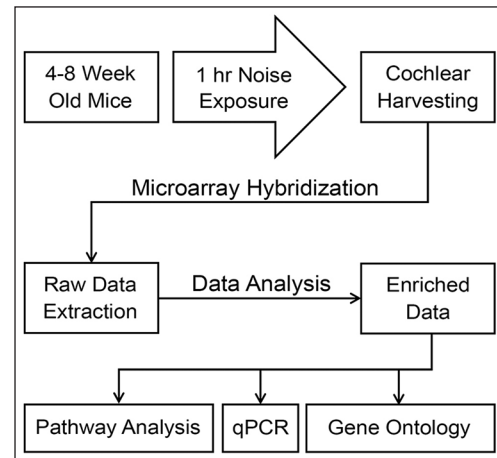 4-8 Week
Old Mice
1 hr Noise
Exposure
Cochlear
Harvesting
Microarray Hybridization
Raw Data
Extraction
Data Analysis
Enriched
Data
Pathway Analysis
qPCR
Gene Ontology